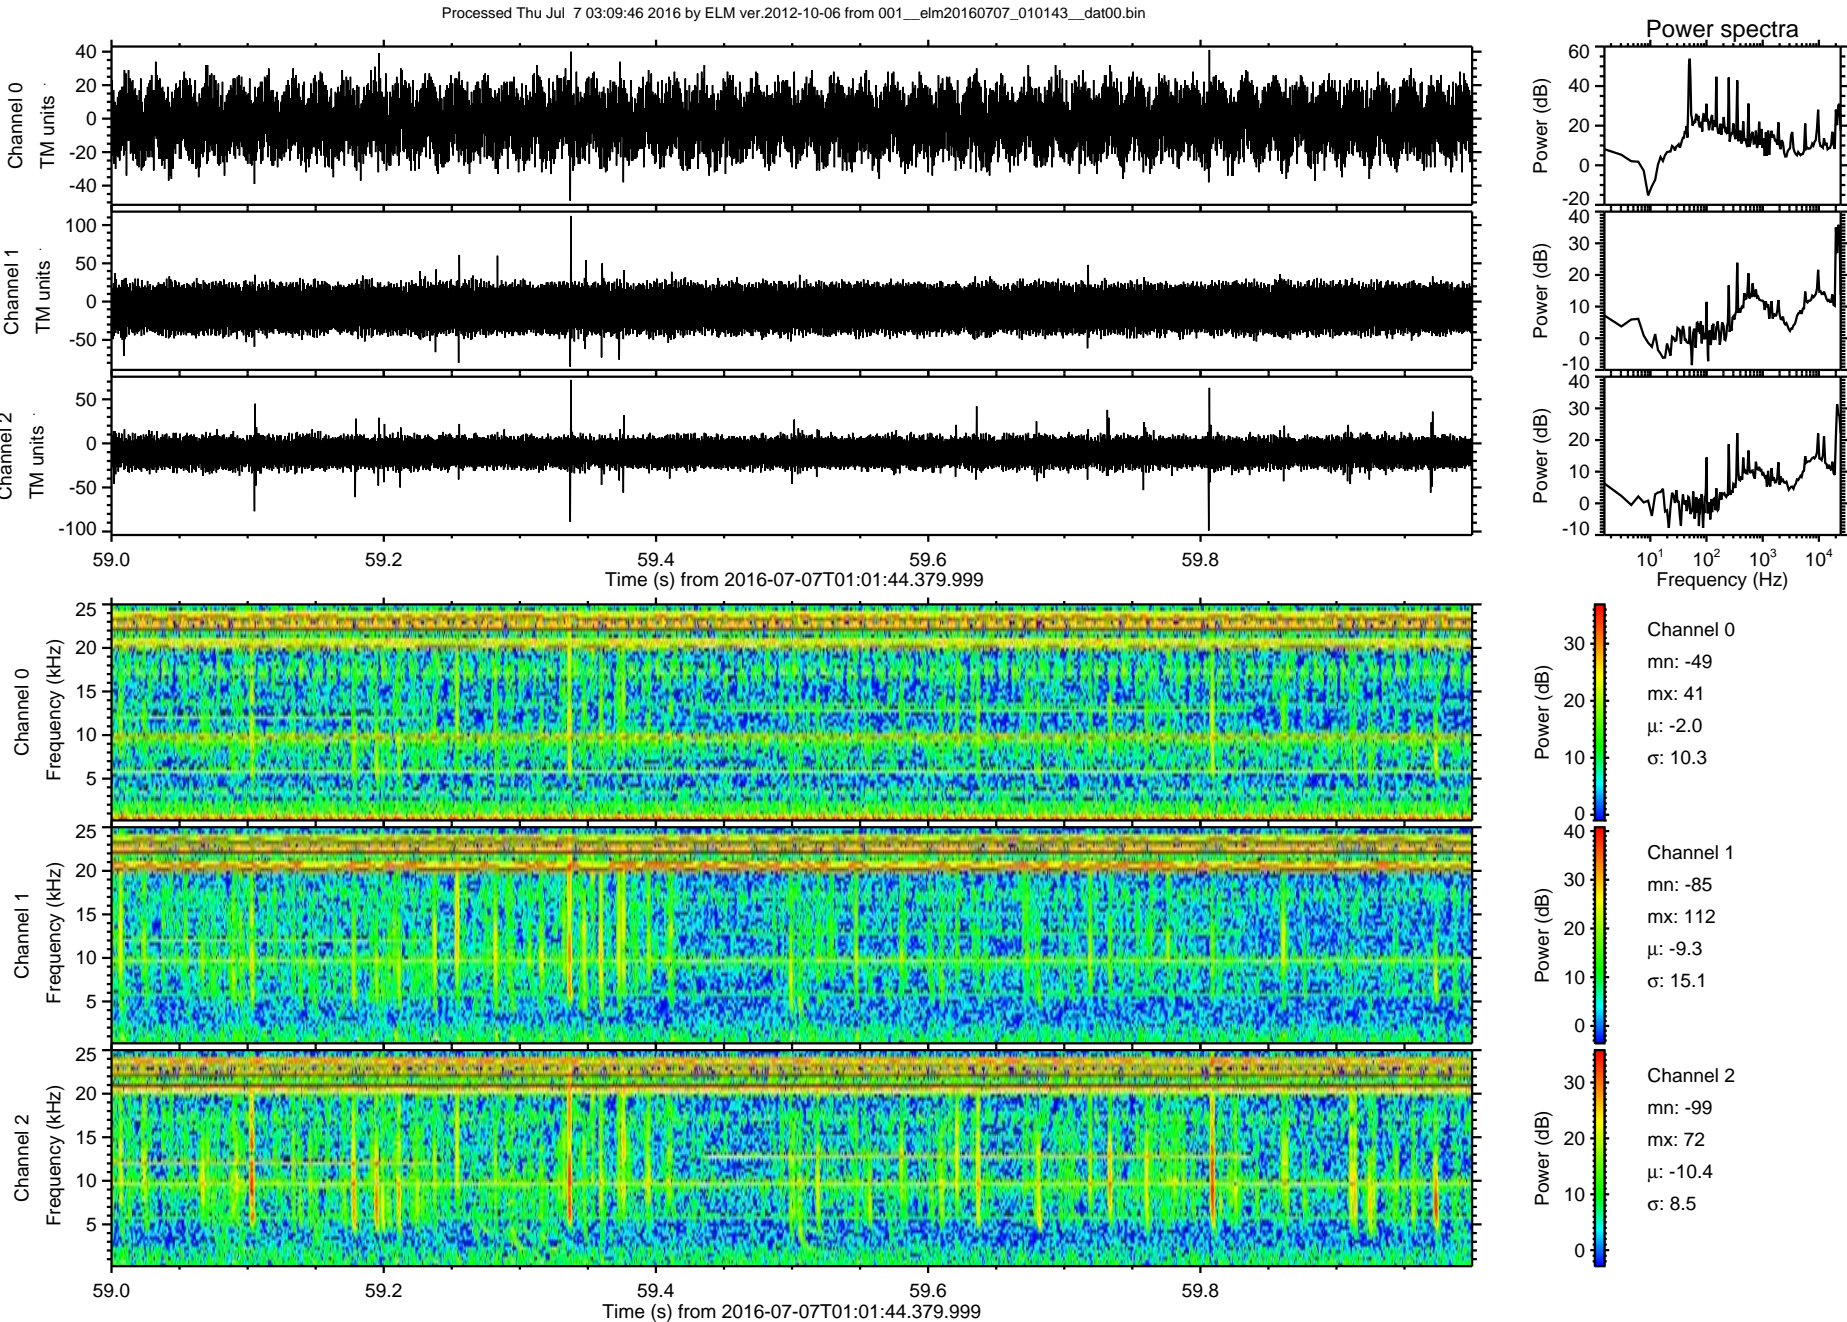 Processed Thu Jul  7 03:09:46 2016 by ELM ver.2012-10-06 from 001__elm20160707_010143__dat00.bin
Power spectra
Channel 0
TM units
40
20
0
-20
-40
Power (dB)
60
40
20
0
-20
Channel 1
TM units
100
50
0
-50
Power (dB)
40
30
20
10
0
-10
Channel 2
TM units
50
0
-50
-100
Power (dB)
40
30
20
10
0
-10
59.0 59.2 59.4 59.6 59.8
Time (s) from 2016-07-07T01:01:44.379.999
10^1 10^2 10^3 10^4
Frequency (Hz)
Channel 0
Frequency (kHz)
25
20
15
10
5
Power (dB)
30
20
10
0
Channel 0
mn: -49
mx: 41
μ: -2.0
σ: 10.3
Channel 1
Frequency (kHz)
25
20
15
10
5
Power (dB)
40
30
20
10
0
Channel 1
mn: -85
mx: 112
μ: -9.3
σ: 15.1
Channel 2
Frequency (kHz)
25
20
15
10
5
Power (dB)
30
20
10
0
Channel 2
mn: -99
mx: 72
μ: -10.4
σ: 8.5
59.0 59.2 59.4 59.6 59.8
Time (s) from 2016-07-07T01:01:44.379.999